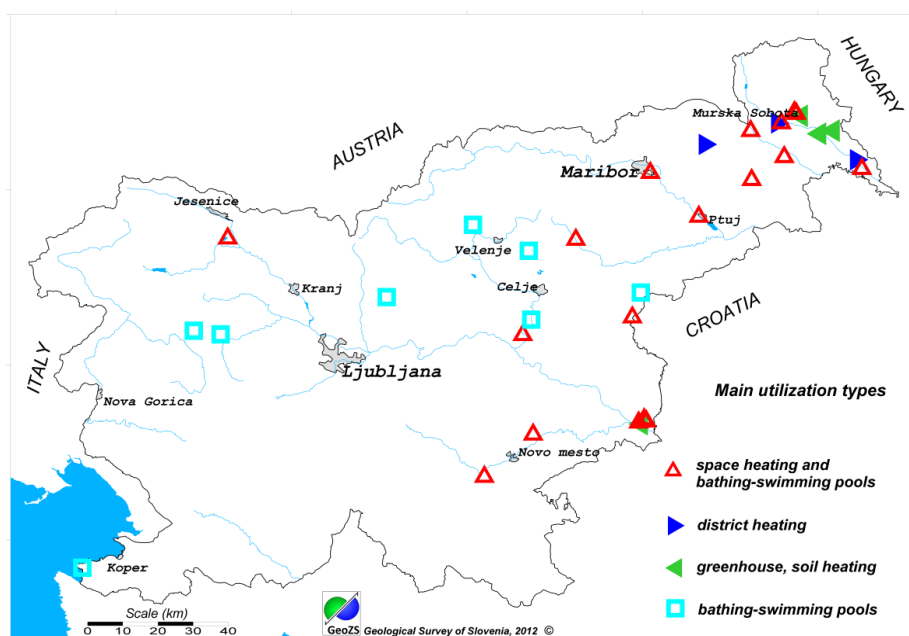 HUNGARY
AUSTRIA
Murska Sobota
Maribor
Jesenice
Ptuj
Velenje
Kranj
Celje
CROATIA
ITALY
Ljubljana
Nova Gorica
Main utilization types
Novo mesto
space heating and
bathing-swimming pools
district heating
greenhouse, soil heating
Koper
bathing-swimming pools
Scale (km)
0 10 20 30 40
GeoZS Geological Survey of Slovenia, 2012 ©